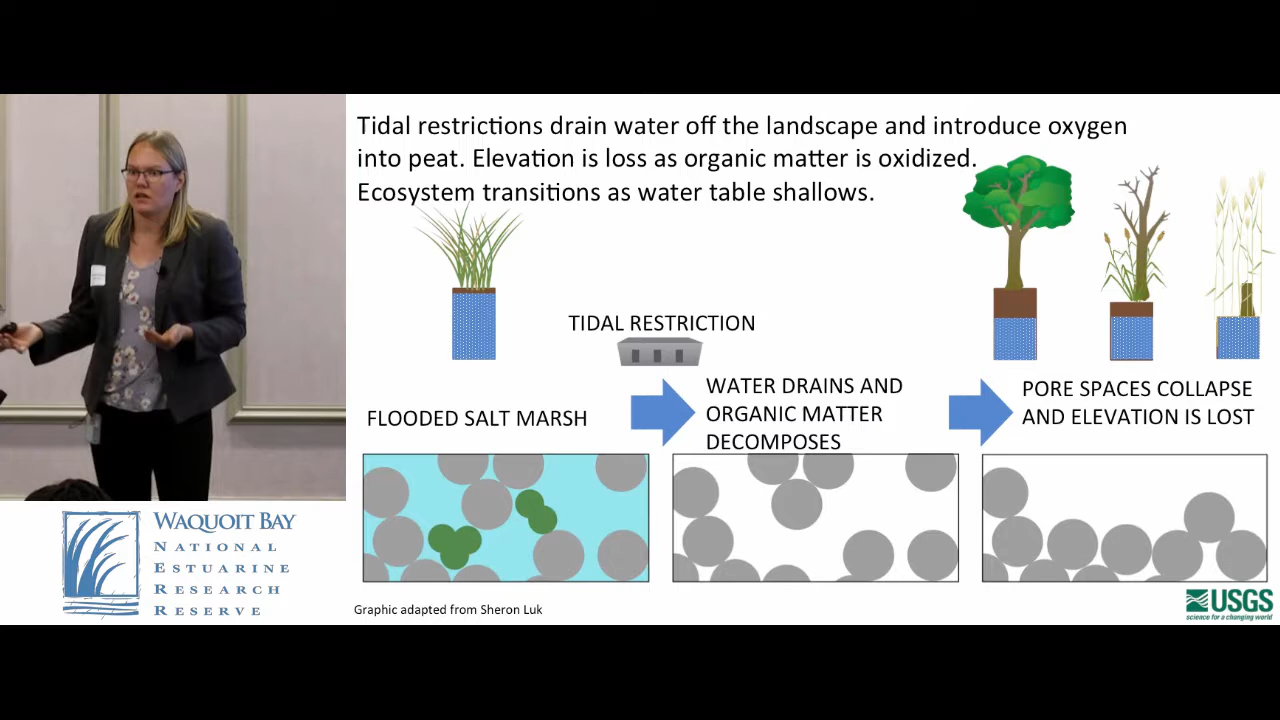 Tidal restrictions drain water off the landscape and introduce oxygen
into peat. Elevation is loss as organic matter is oxidized.
Ecosystem transitions as water table shallows.
TIDAL RESTRICTION
FLOODED SALT MARSH
WATER DRAINS AND
ORGANIC MATTER
DECOMPOSES
PORE SPACES COLLAPSE
AND ELEVATION IS LOST
WAQUOIT BAY
NATIONAL
ESTUARINE
RESEARCH
RESERVE
Graphic adapted from Sheron Luk
USGS
science for a changing world